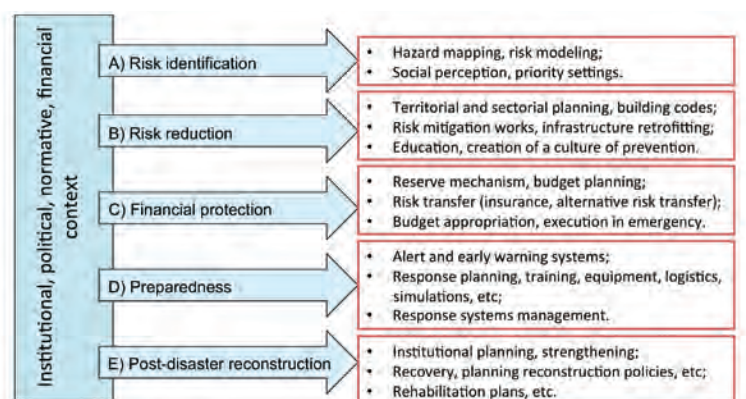 Institutional, political, normative, financial
context
A) Risk identification
• Hazard mapping, risk modeling;
• Social perception, priority settings.
B) Risk reduction
• Territorial and sectorial planning, building codes;
• Risk mitigation works, infrastructure retrofitting;
• Education, creation of a culture of prevention.
C) Financial protection
• Reserve mechanism, budget planning;
• Risk transfer (insurance, alternative risk transfer);
• Budget appropriation, execution in emergency.
D) Preparedness
• Alert and early warning systems;
• Response planning, training, equipment, logistics,
simulations, etc;
• Response systems management.
E) Post-disaster reconstruction
• Institutional planning, strengthening;
• Recovery, planning reconstruction policies, etc;
• Rehabilitation plans, etc.